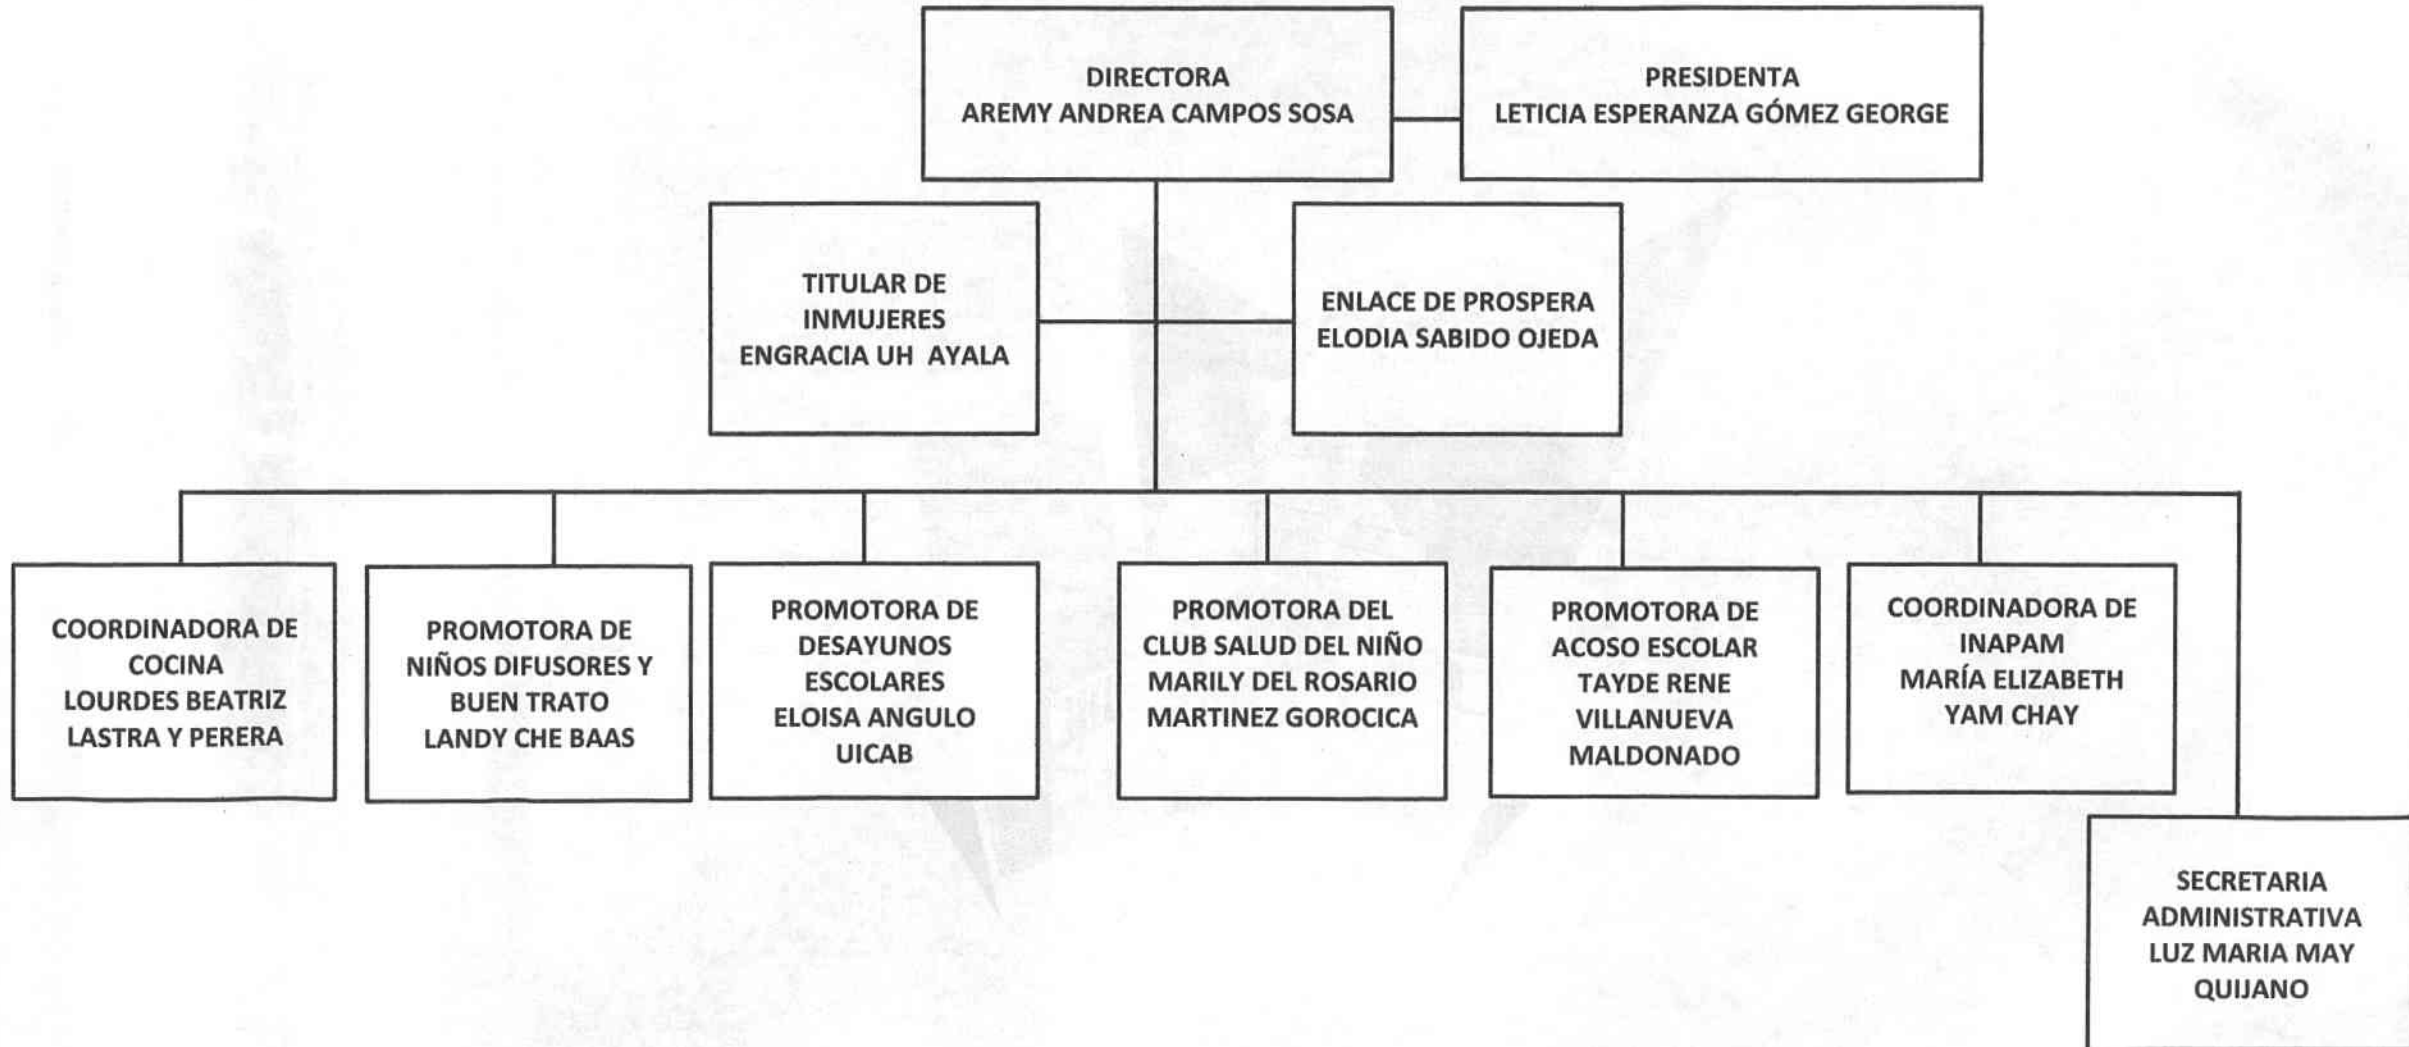 DIRECTORA
AREMY ANDREA CAMPOS SOSA
PRESIDENTA
LETICIA ESPERANZA GÓMEZ GEORGE
TITULAR DE
INMUJERES
ENGRACIA UH AYALA
ENLACE DE PROSPERA
ELODIA SABIDO OJEDA
COORDINADORA DE
COCINA
LOURDES BEATRIZ
LASTRA Y PERERA
PROMOTORA DE
NIÑOS DIFUSORES Y
BUEN TRATO
LANDY CHE BAAS
PROMOTORA DE
DESAYUNOS
ESCOLARES
ELOISA ANGULO
UICAB
PROMOTORA DEL
CLUB SALUD DEL NIÑO
MARILY DEL ROSARIO
MARTINEZ GOROCICA
PROMOTORA DE
ACOSO ESCOLAR
TAYDE RENE
VILLANUEVA
MALDONADO
COORDINADORA DE
INAPAM
MARÍA ELIZABETH
YAM CHAY
SECRETARIA
ADMINISTRATIVA
LUZ MARIA MAY
QUIJANO